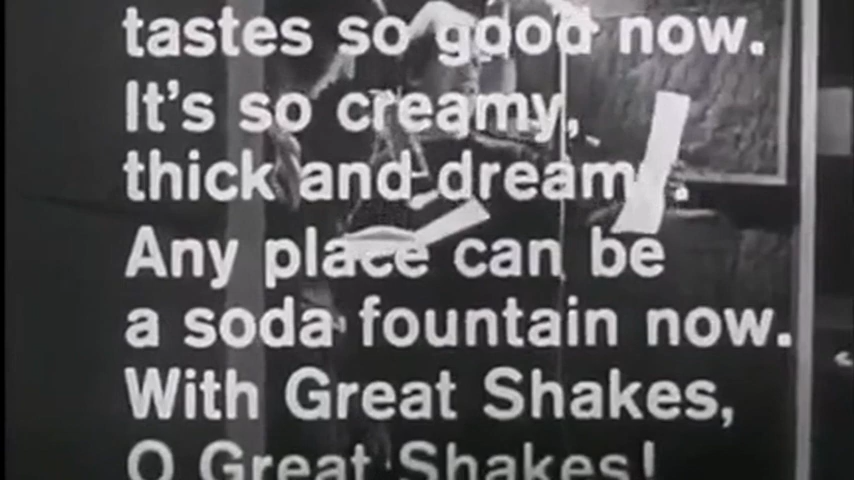 tastes so good now.
It's so creamy,
thick and dreamy.
Any place can be
a soda fountain now.
With Great Shakes,
O Great Shakes!